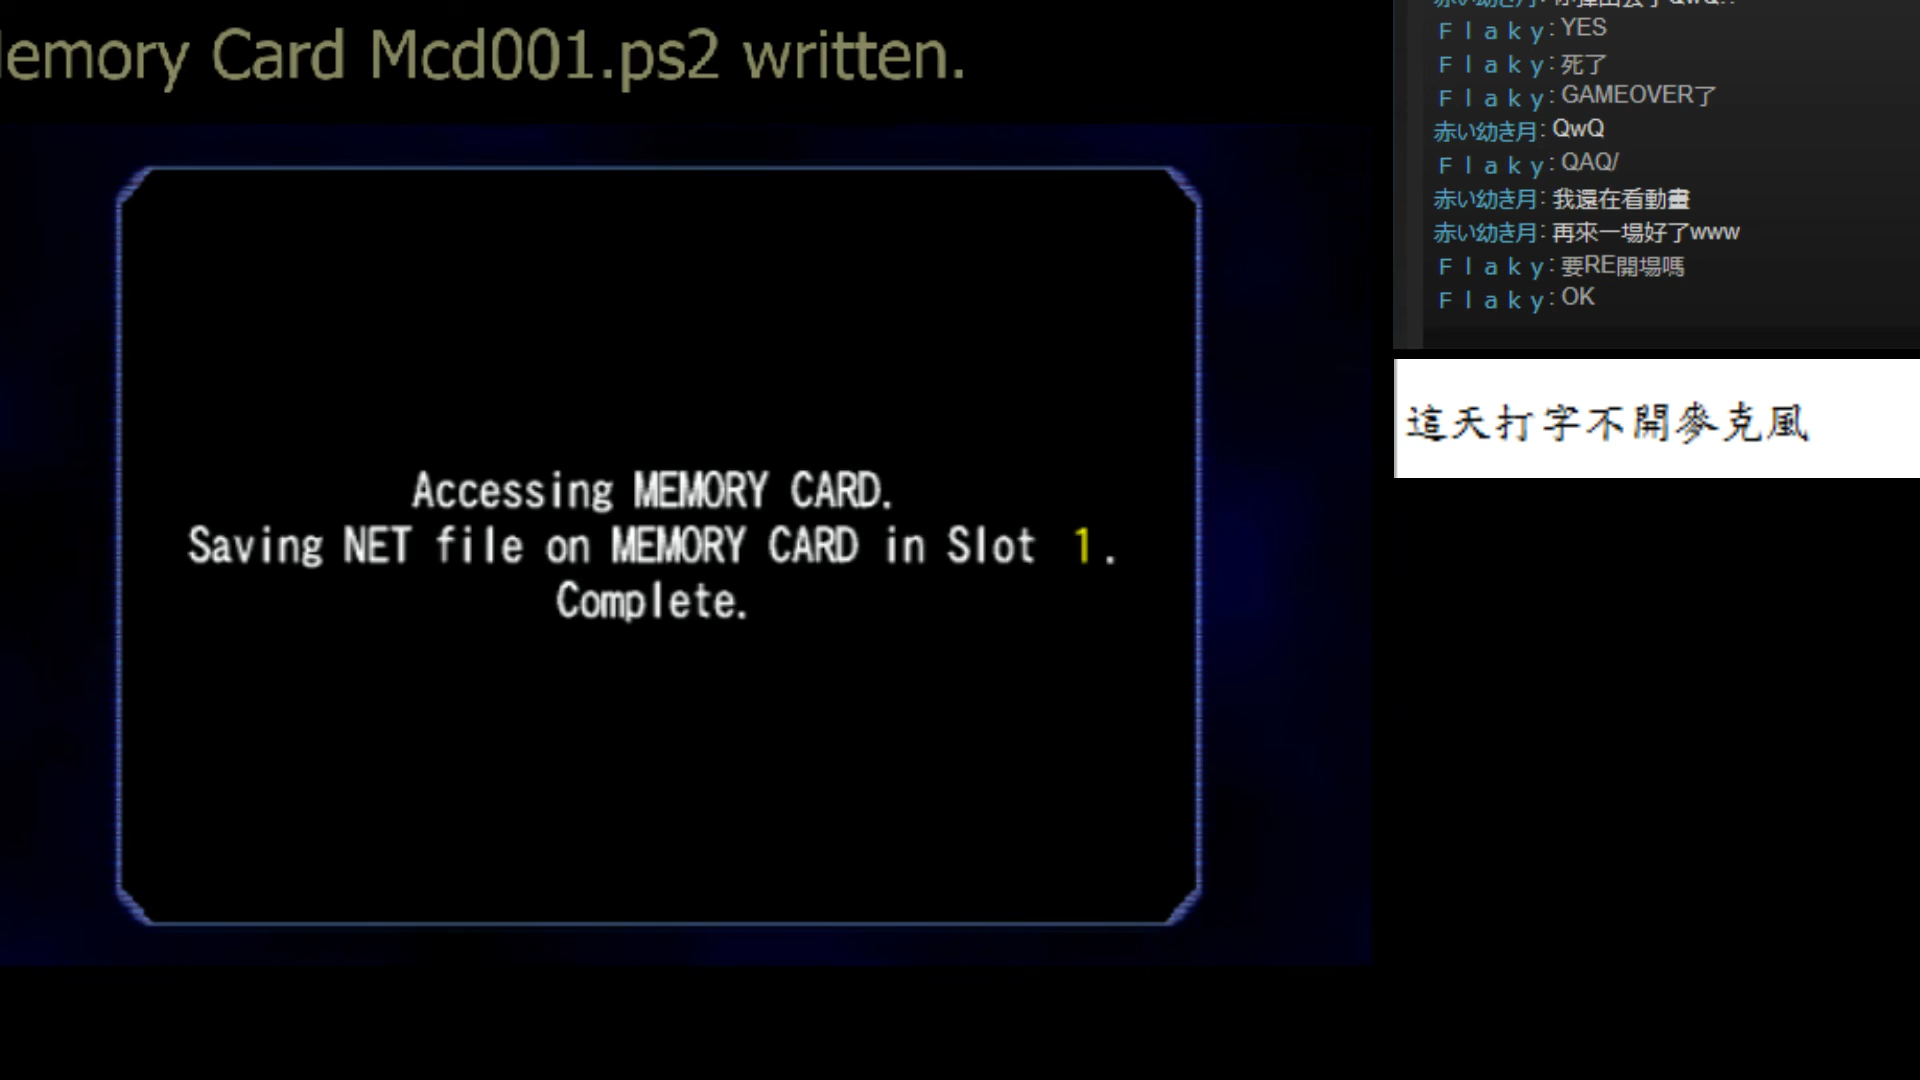 Memory Card Mcd001.ps2 written.
Accessing MEMORY CARD.
Saving NET file on MEMORY CARD in Slot 1.
Complete.
Flaky: YES
Flaky: 死了
Flaky: GAMEOVER了
赤い幼き月: QwQ
Flaky: QAQ/
赤い幼き月: 我還在看動畫
赤い幼き月: 再來一場好了www
Flaky: 要RE開場嗎
Flaky: OK
這天打字不開麥克風